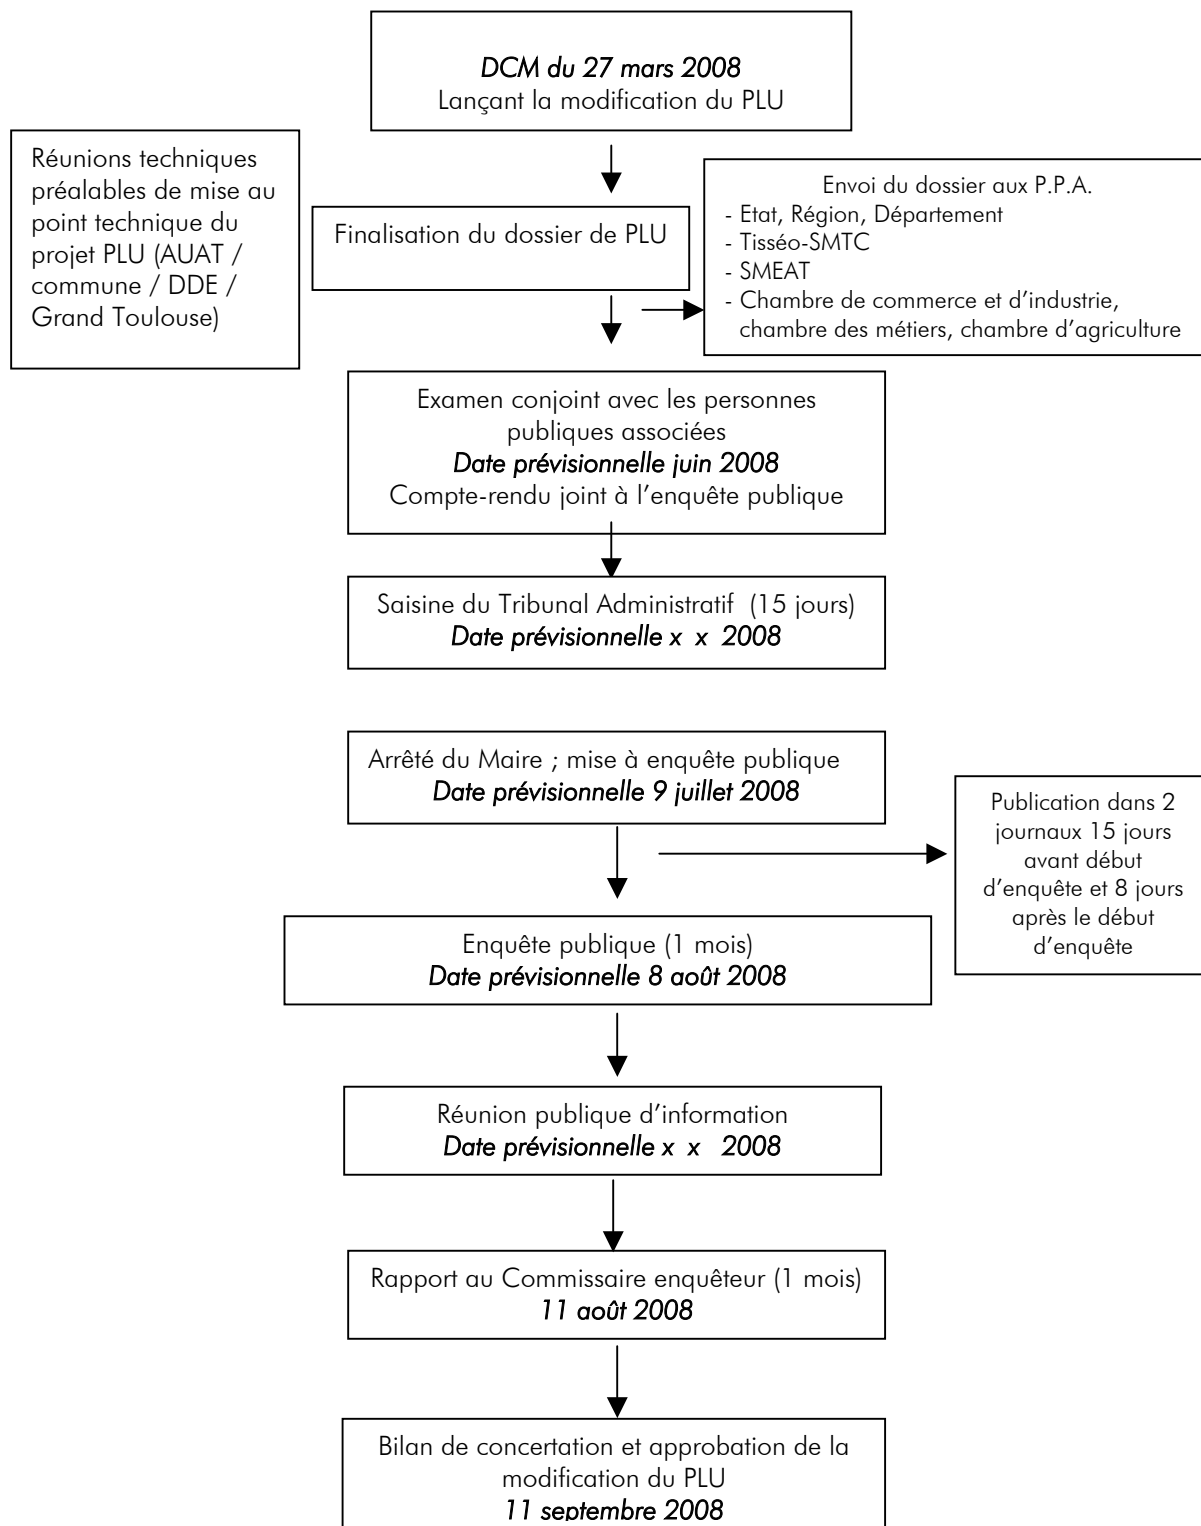 DCM du 27 mars 2008
Lançant la modification du PLU
Réunions techniques
préalables de mise au
point technique du
projet PLU (AUAT /
commune / DDE /
Grand Toulouse)
Finalisation du dossier de PLU
Envoi du dossier aux P.P.A.
- Etat, Région, Département
- Tisséo-SMTC
- SMEAT
- Chambre de commerce et d'industrie,
chambre des métiers, chambre d'agriculture
Examen conjoint avec les personnes
publiques associées
Date prévisionnelle juin 2008
Compte-rendu joint à l'enquête publique
Saisine du Tribunal Administratif (15 jours)
Date prévisionnelle x x 2008
Arrêté du Maire ; mise à enquête publique
Date prévisionnelle 9 juillet 2008
Publication dans 2
journaux 15 jours
avant début
d'enquête et 8 jours
après le début
d'enquête
Enquête publique (1 mois)
Date prévisionnelle 8 août 2008
Réunion publique d'information
Date prévisionnelle x x 2008
Rapport au Commissaire enquêteur (1 mois)
11 août 2008
Bilan de concertation et approbation de la
modification du PLU
11 septembre 2008